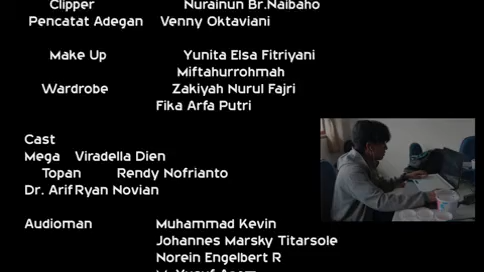 Clipper Nurainun Br.Naibaho
Pencatat Adegan Venny Oktaviani
Make Up Yunita Elsa Fitriyani
Miftahurrohmah
Wardrobe Zakiyah Nurul Fajri
Fika Arfa Putri
Cast
Mega Viradella Dien
Topan Rendy Nofrianto
Dr. Arif Ryan Novian
Audioman Muhammad Kevin
Johannes Marsky Titarsole
Norein Engelbert R